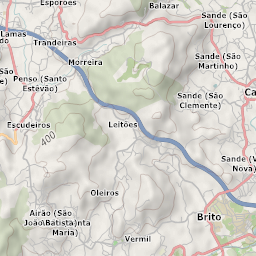 Esporões
Balazar
Lamas
Trandeiras
Sande (São
Lourenço)
Morreira
Sande (São
Martinho)
Penso (Santo
Estêvão)
Sande (São
Clemente)
Escudeiros
400
Leitões
Sande (V
Nova)
Oleiros
Airão (São
João Batista)
Maria)
Brito
Vermil